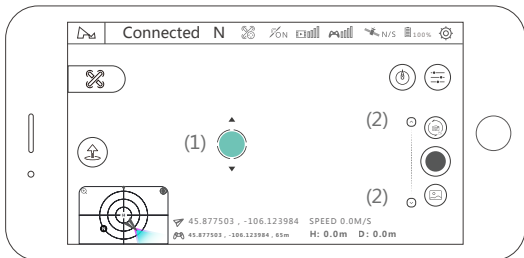 Connected N ON N/S 100%
(2)
(1)
(2)
45.877503 , -106.123984 SPEED 0.0M/S
45.877503 , -106.123984 , 65m H: 0.0m D: 0.0m
H